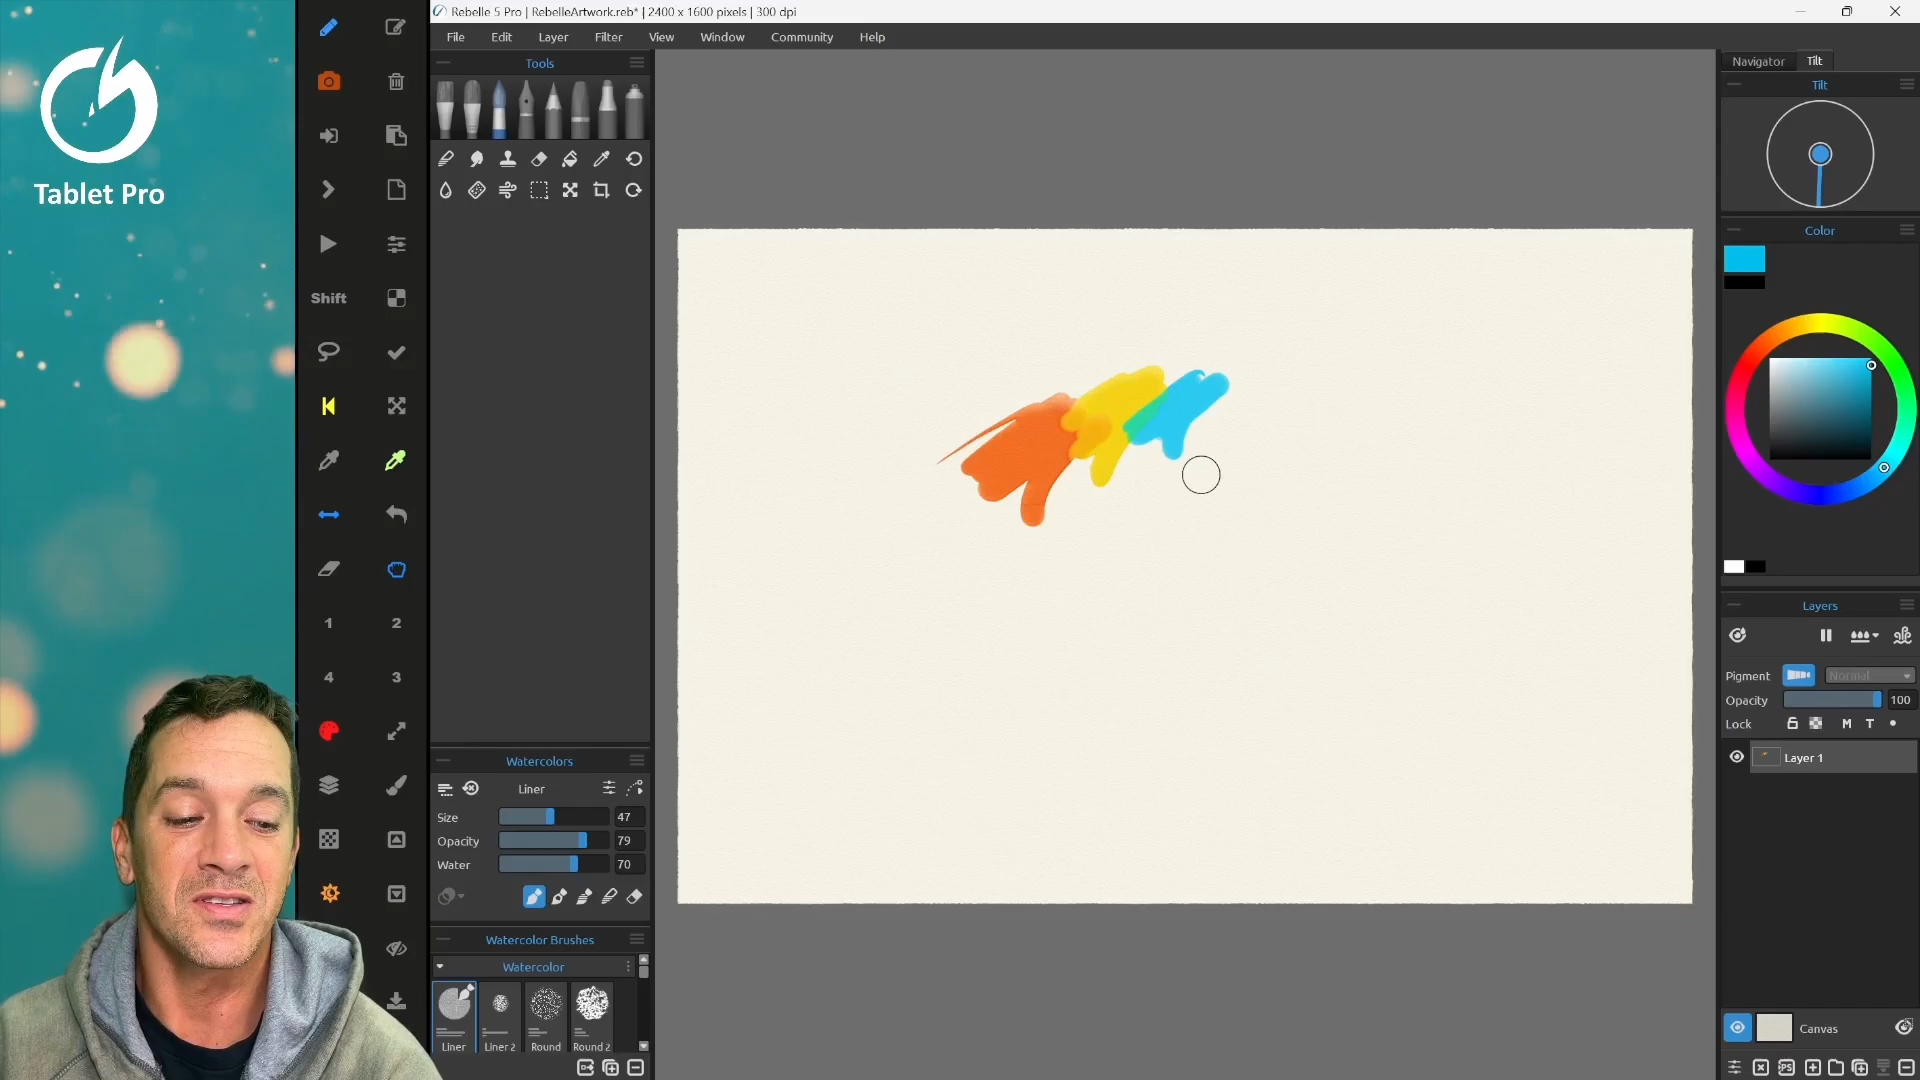 Rebelle 5 Pro | RebelleArtwork.reb* | 2400 x 1600 pixels | 300 dpi
File Edit Layer Filter View Window Community Help
Tablet Pro
Shift
1 2
4 3
Tools
Watercolors
Liner
Size 47
Opacity 79
Water 70
Watercolor Brushes
Watercolor
Liner Liner 2 Round Round 2
Navigator Tilt
Tilt
Color
Layers
Pigment Normal
Opacity 100
Lock M T
Layer 1
Canvas
PS